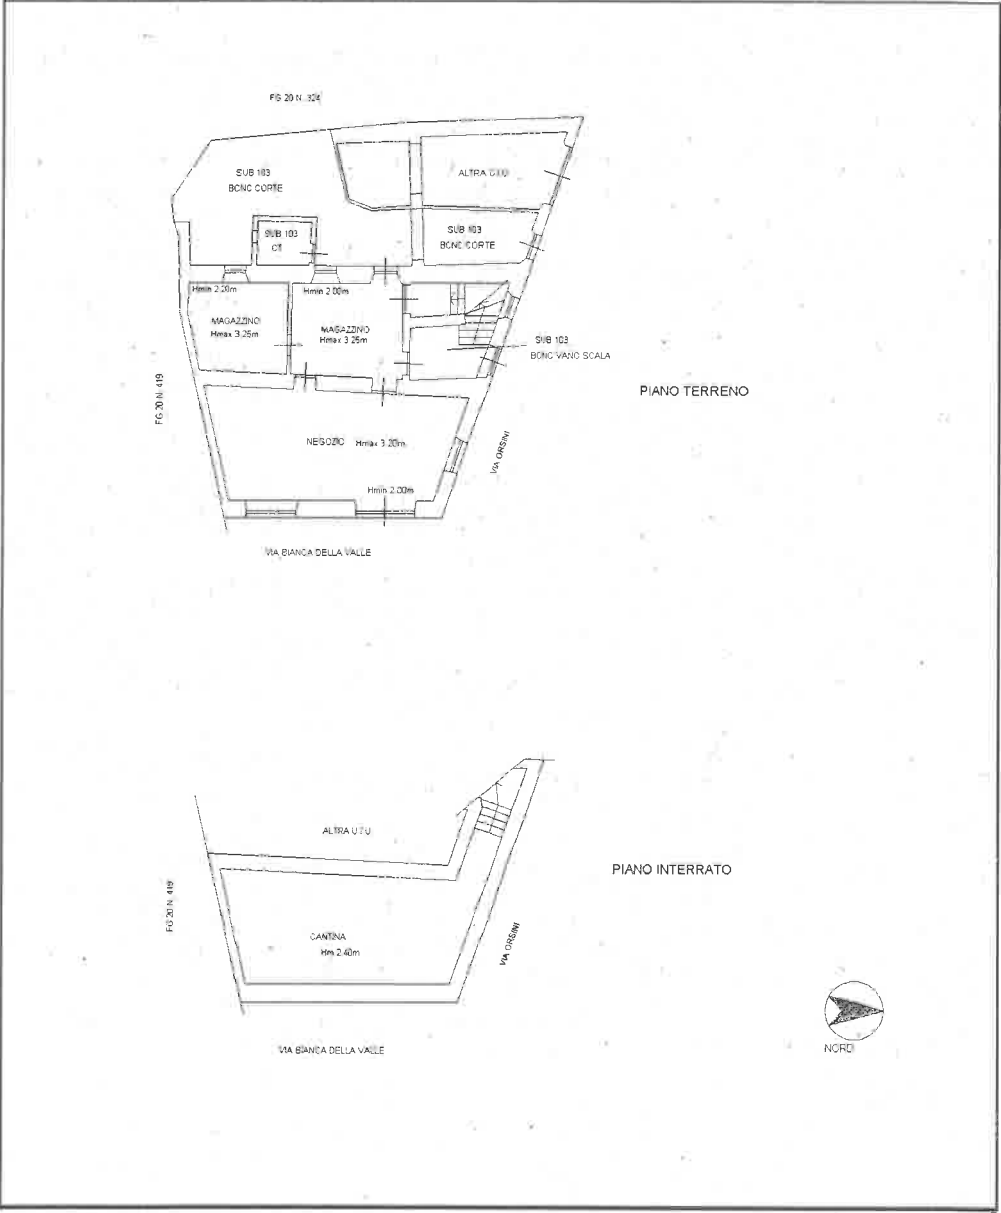 FG 20 N. 324
SUB 103
BCNC CORTE
ALTRA U.I.U
SUB 103
CT
SUB 103
BCNC CORTE
Hmin 2.20m
Hmin 2.00m
MAGAZZINO
Hmax 3.25m
MAGAZZINO
Hmax 3.25m
SUB 103
BCNC VANO SCALA
PIANO TERRENO
FG 20 N. 419
NEGOZIO Hmax 3.20m
VIA ORSINI
Hmin 2.00m
VIA BIANCA DELLA VALLE
ALTRA U.I.U
PIANO INTERRATO
FG 20 N. 419
CANTINA
Hm 2.40m
VIA ORSINI
VIA BIANCA DELLA VALLE
NORD